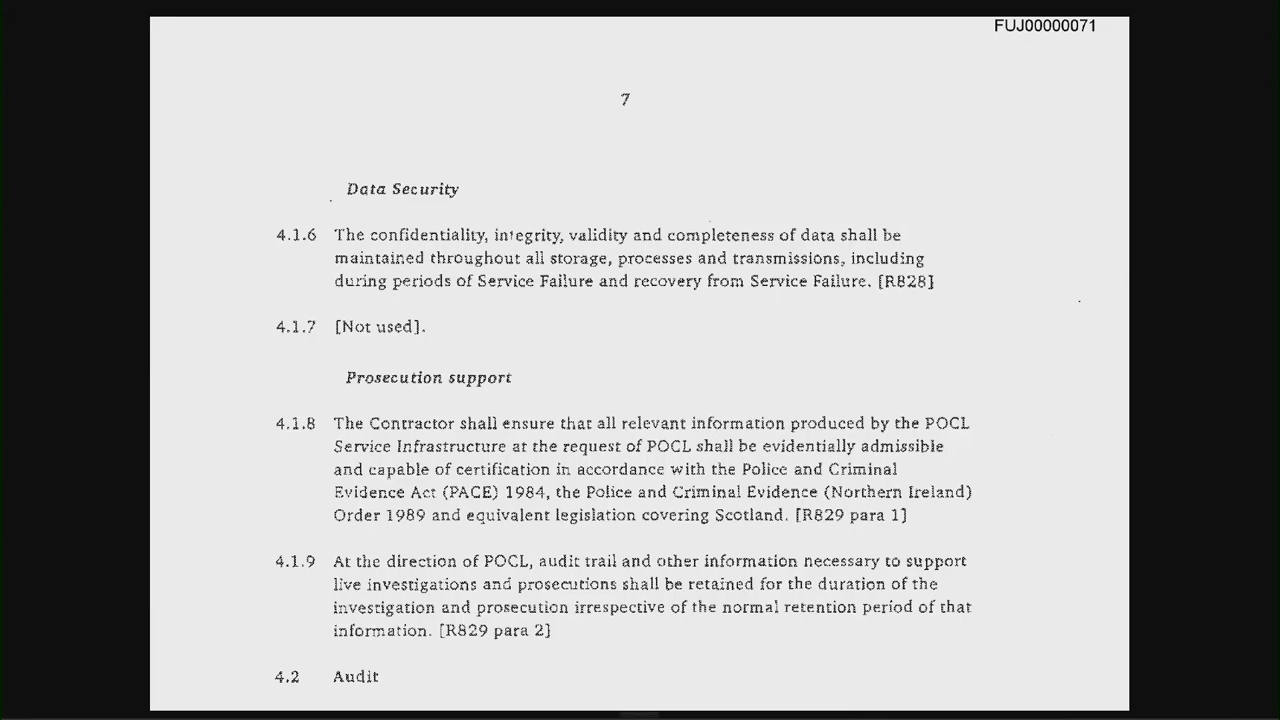 FUJ00000071
7
Data Security
4.1.6 The confidentiality, integrity, validity and completeness of data shall be
maintained throughout all storage, processes and transmissions, including
during periods of Service Failure and recovery from Service Failure. [R828]
4.1.7 [Not used].
Prosecution support
4.1.8 The Contractor shall ensure that all relevant information produced by the POCL
Service Infrastructure at the request of POCL shall be evidentially admissible
and capable of certification in accordance with the Police and Criminal
Evidence Act (PACE) 1984, the Police and Criminal Evidence (Northern Ireland)
Order 1989 and equivalent legislation covering Scotland. [R829 para 1]
4.1.9 At the direction of POCL, audit trail and other information necessary to support
live investigations and prosecutions shall be retained for the duration of the
investigation and prosecution irrespective of the normal retention period of that
information. [R829 para 2]
4.2 Audit